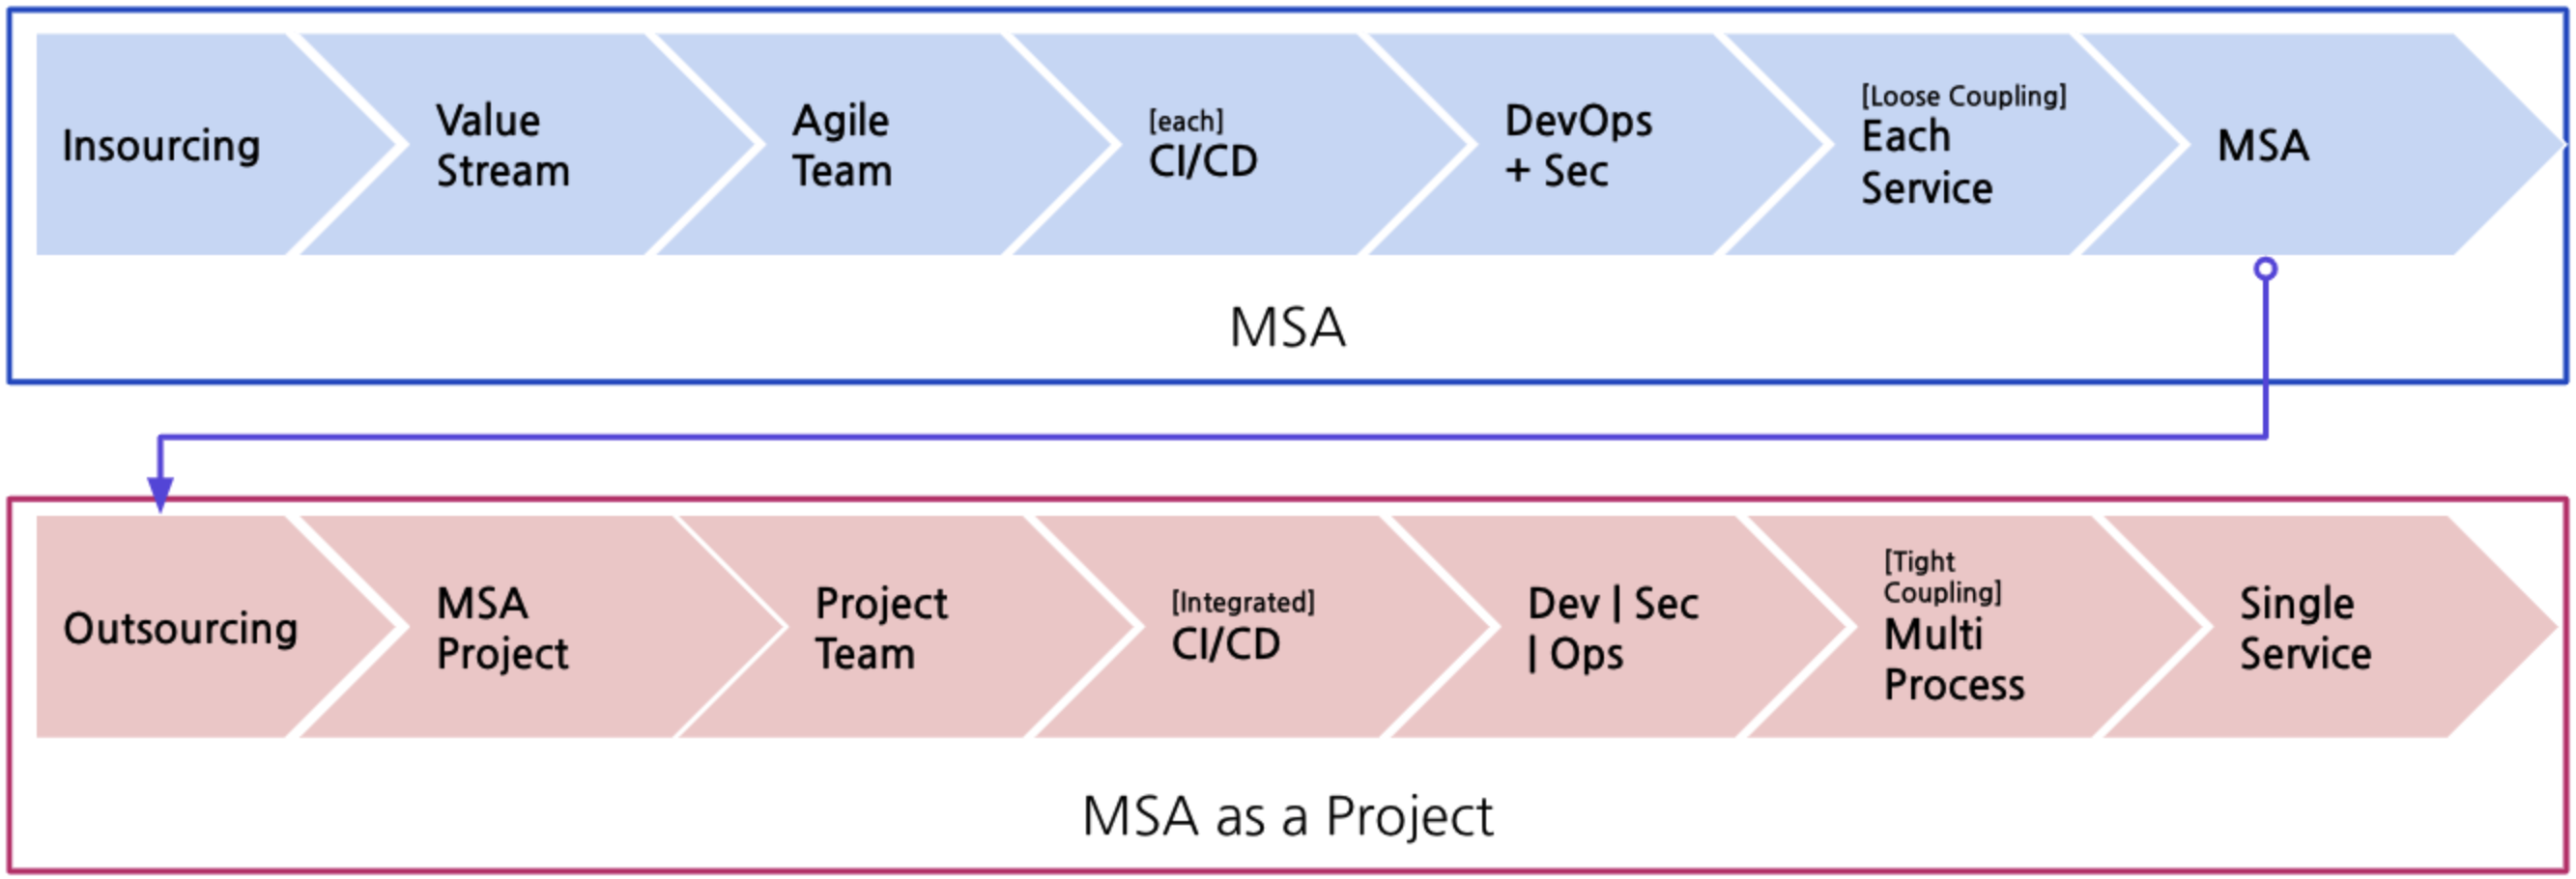 Insourcing
Value
Stream
Agile
Team
[each]
CI/CD
DevOps
+ Sec
[Loose Coupling]
Each
Service
MSA
MSA
Outsourcing
MSA
Project
Project
Team
[Integrated]
CI/CD
Dev | Sec
| Ops
[Tight
Coupling]
Multi
Process
Single
Service
MSA as a Project